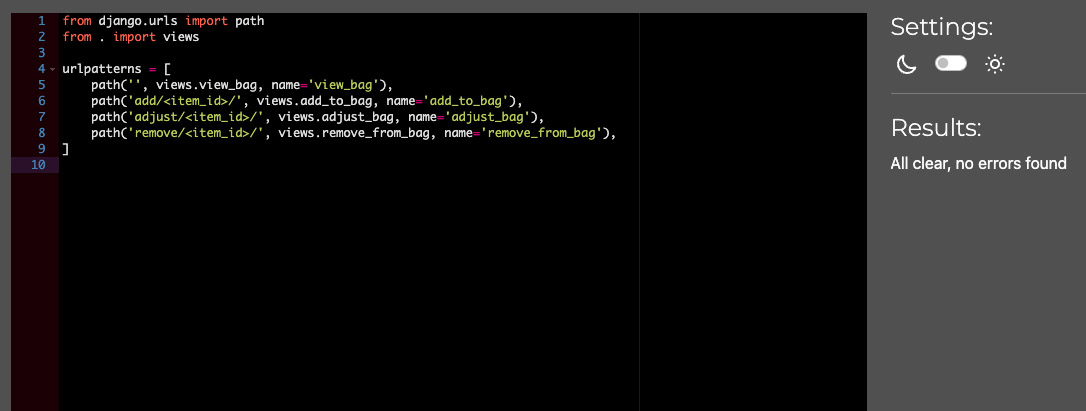 1 from django.urls import path
2 from . import views
3
4 urlpatterns = [
5     path('', views.view_bag, name='view_bag'),
6     path('add/<item_id>/', views.add_to_bag, name='add_to_bag'),
7     path('adjust/<item_id>/', views.adjust_bag, name='adjust_bag'),
8     path('remove/<item_id>/', views.remove_from_bag, name='remove_from_bag'),
9 ]
10
Settings:
Results:
All clear, no errors found